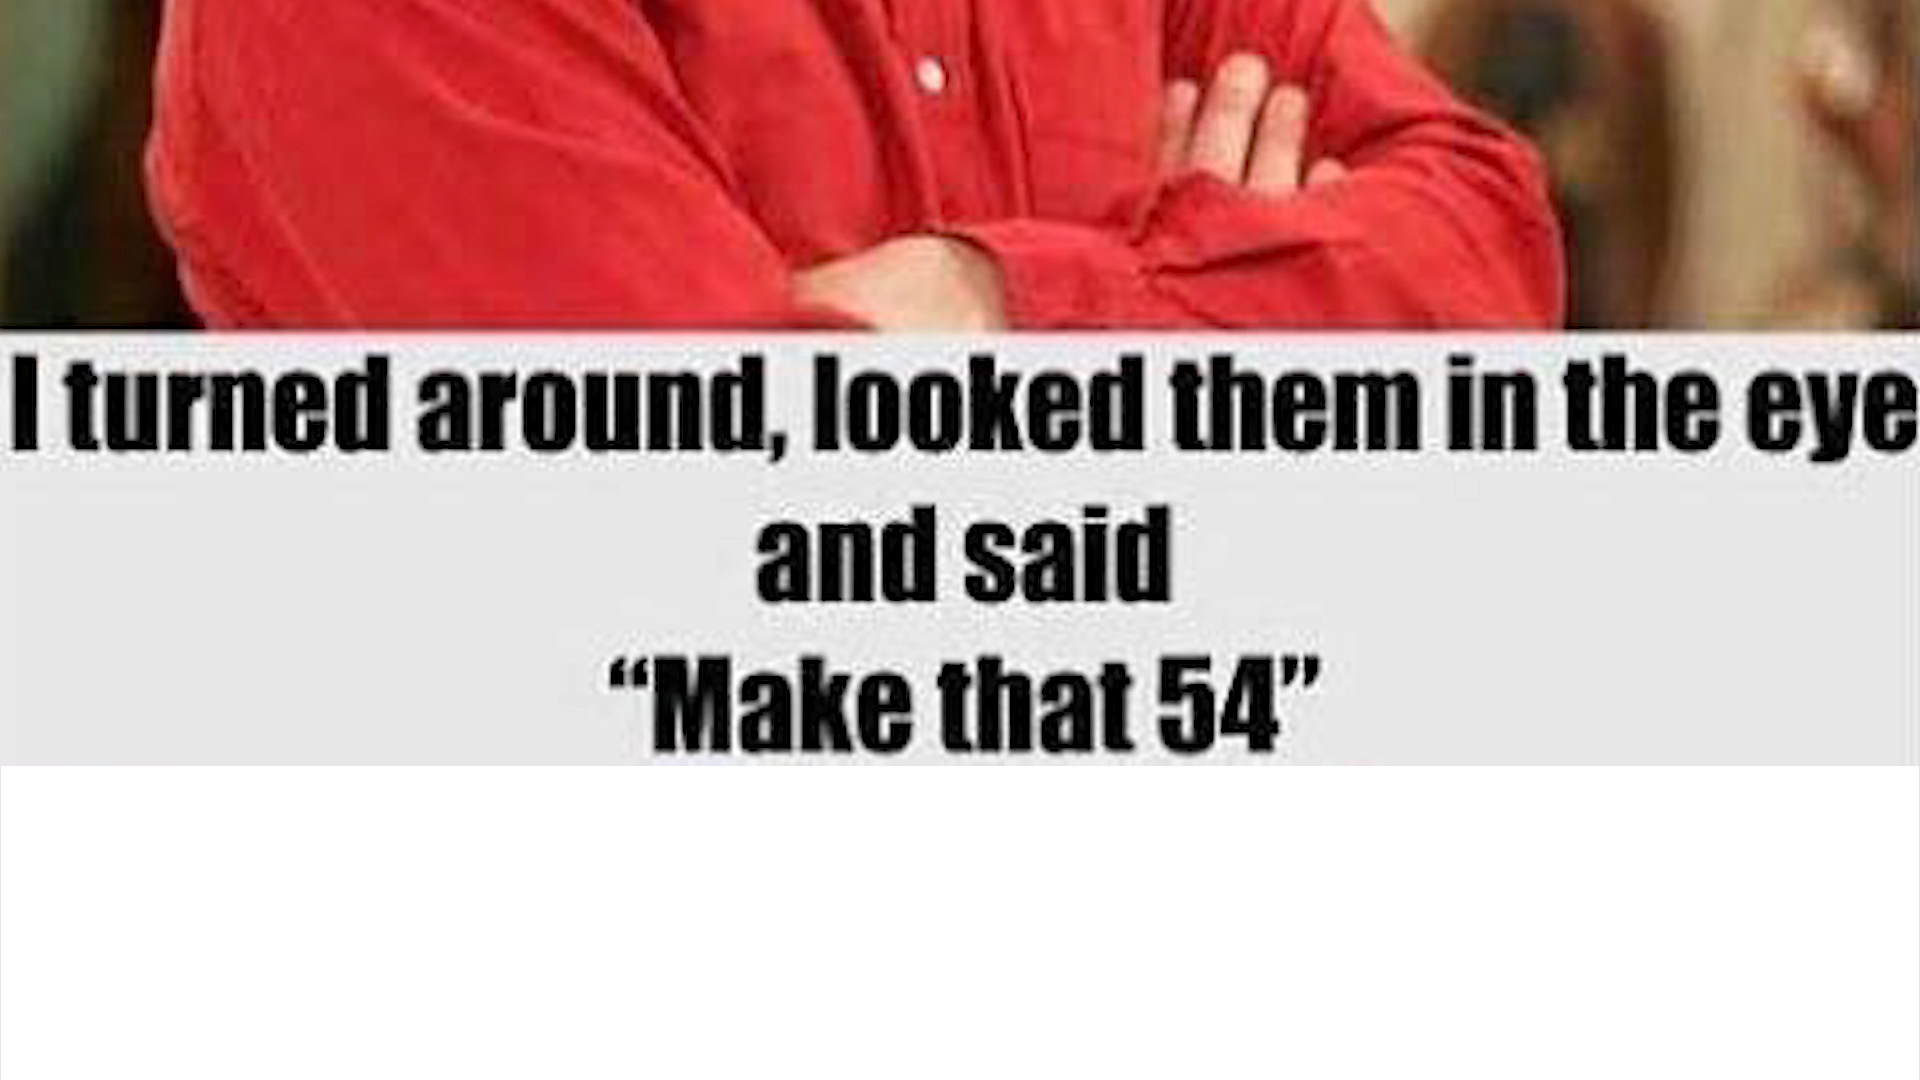 I turned around, looked them in the eye
and said
“Make that 54”